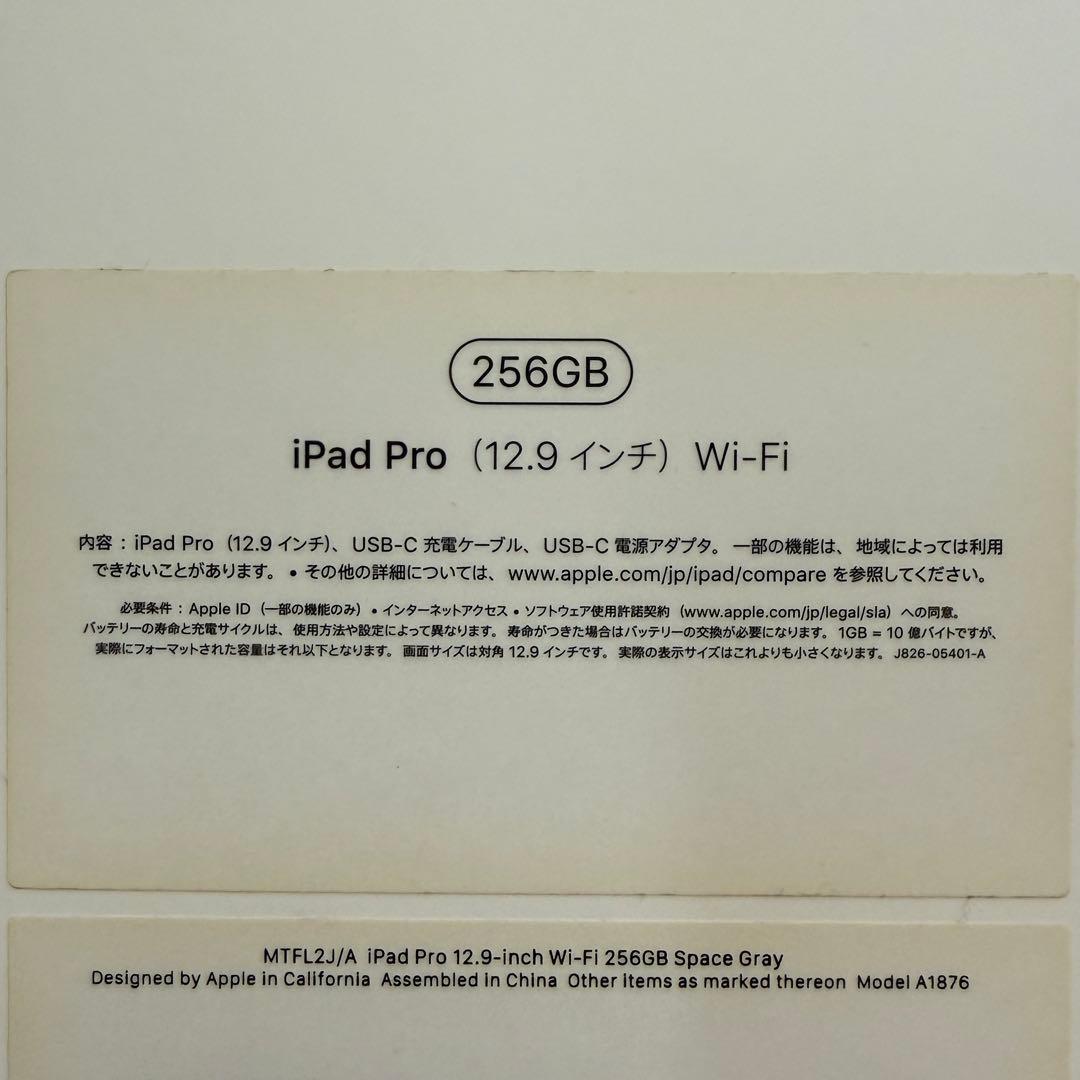 256GB
iPad Pro（12.9 インチ）Wi-Fi
内容：iPad Pro（12.9 インチ）、USB-C 充電ケーブル、USB-C 電源アダプタ。一部の機能は、地域によっては利用
できないことがあります。• その他の詳細については、www.apple.com/jp/ipad/compare を参照してください。
必要条件：Apple ID（一部の機能のみ）• インターネットアクセス • ソフトウェア使用許諾契約（www.apple.com/jp/legal/sla）への同意。
バッテリーの寿命と充電サイクルは、使用方法や設定によって異なります。寿命がつきた場合はバッテリーの交換が必要になります。1GB = 10 億バイトですが、
実際にフォーマットされた容量はそれ以下となります。画面サイズは対角 12.9 インチです。実際の表示サイズはこれよりも小さくなります。J826-05401-A
MTFL2J/A iPad Pro 12.9-inch Wi-Fi 256GB Space Gray
Designed by Apple in California Assembled in China Other items as marked thereon Model A1876